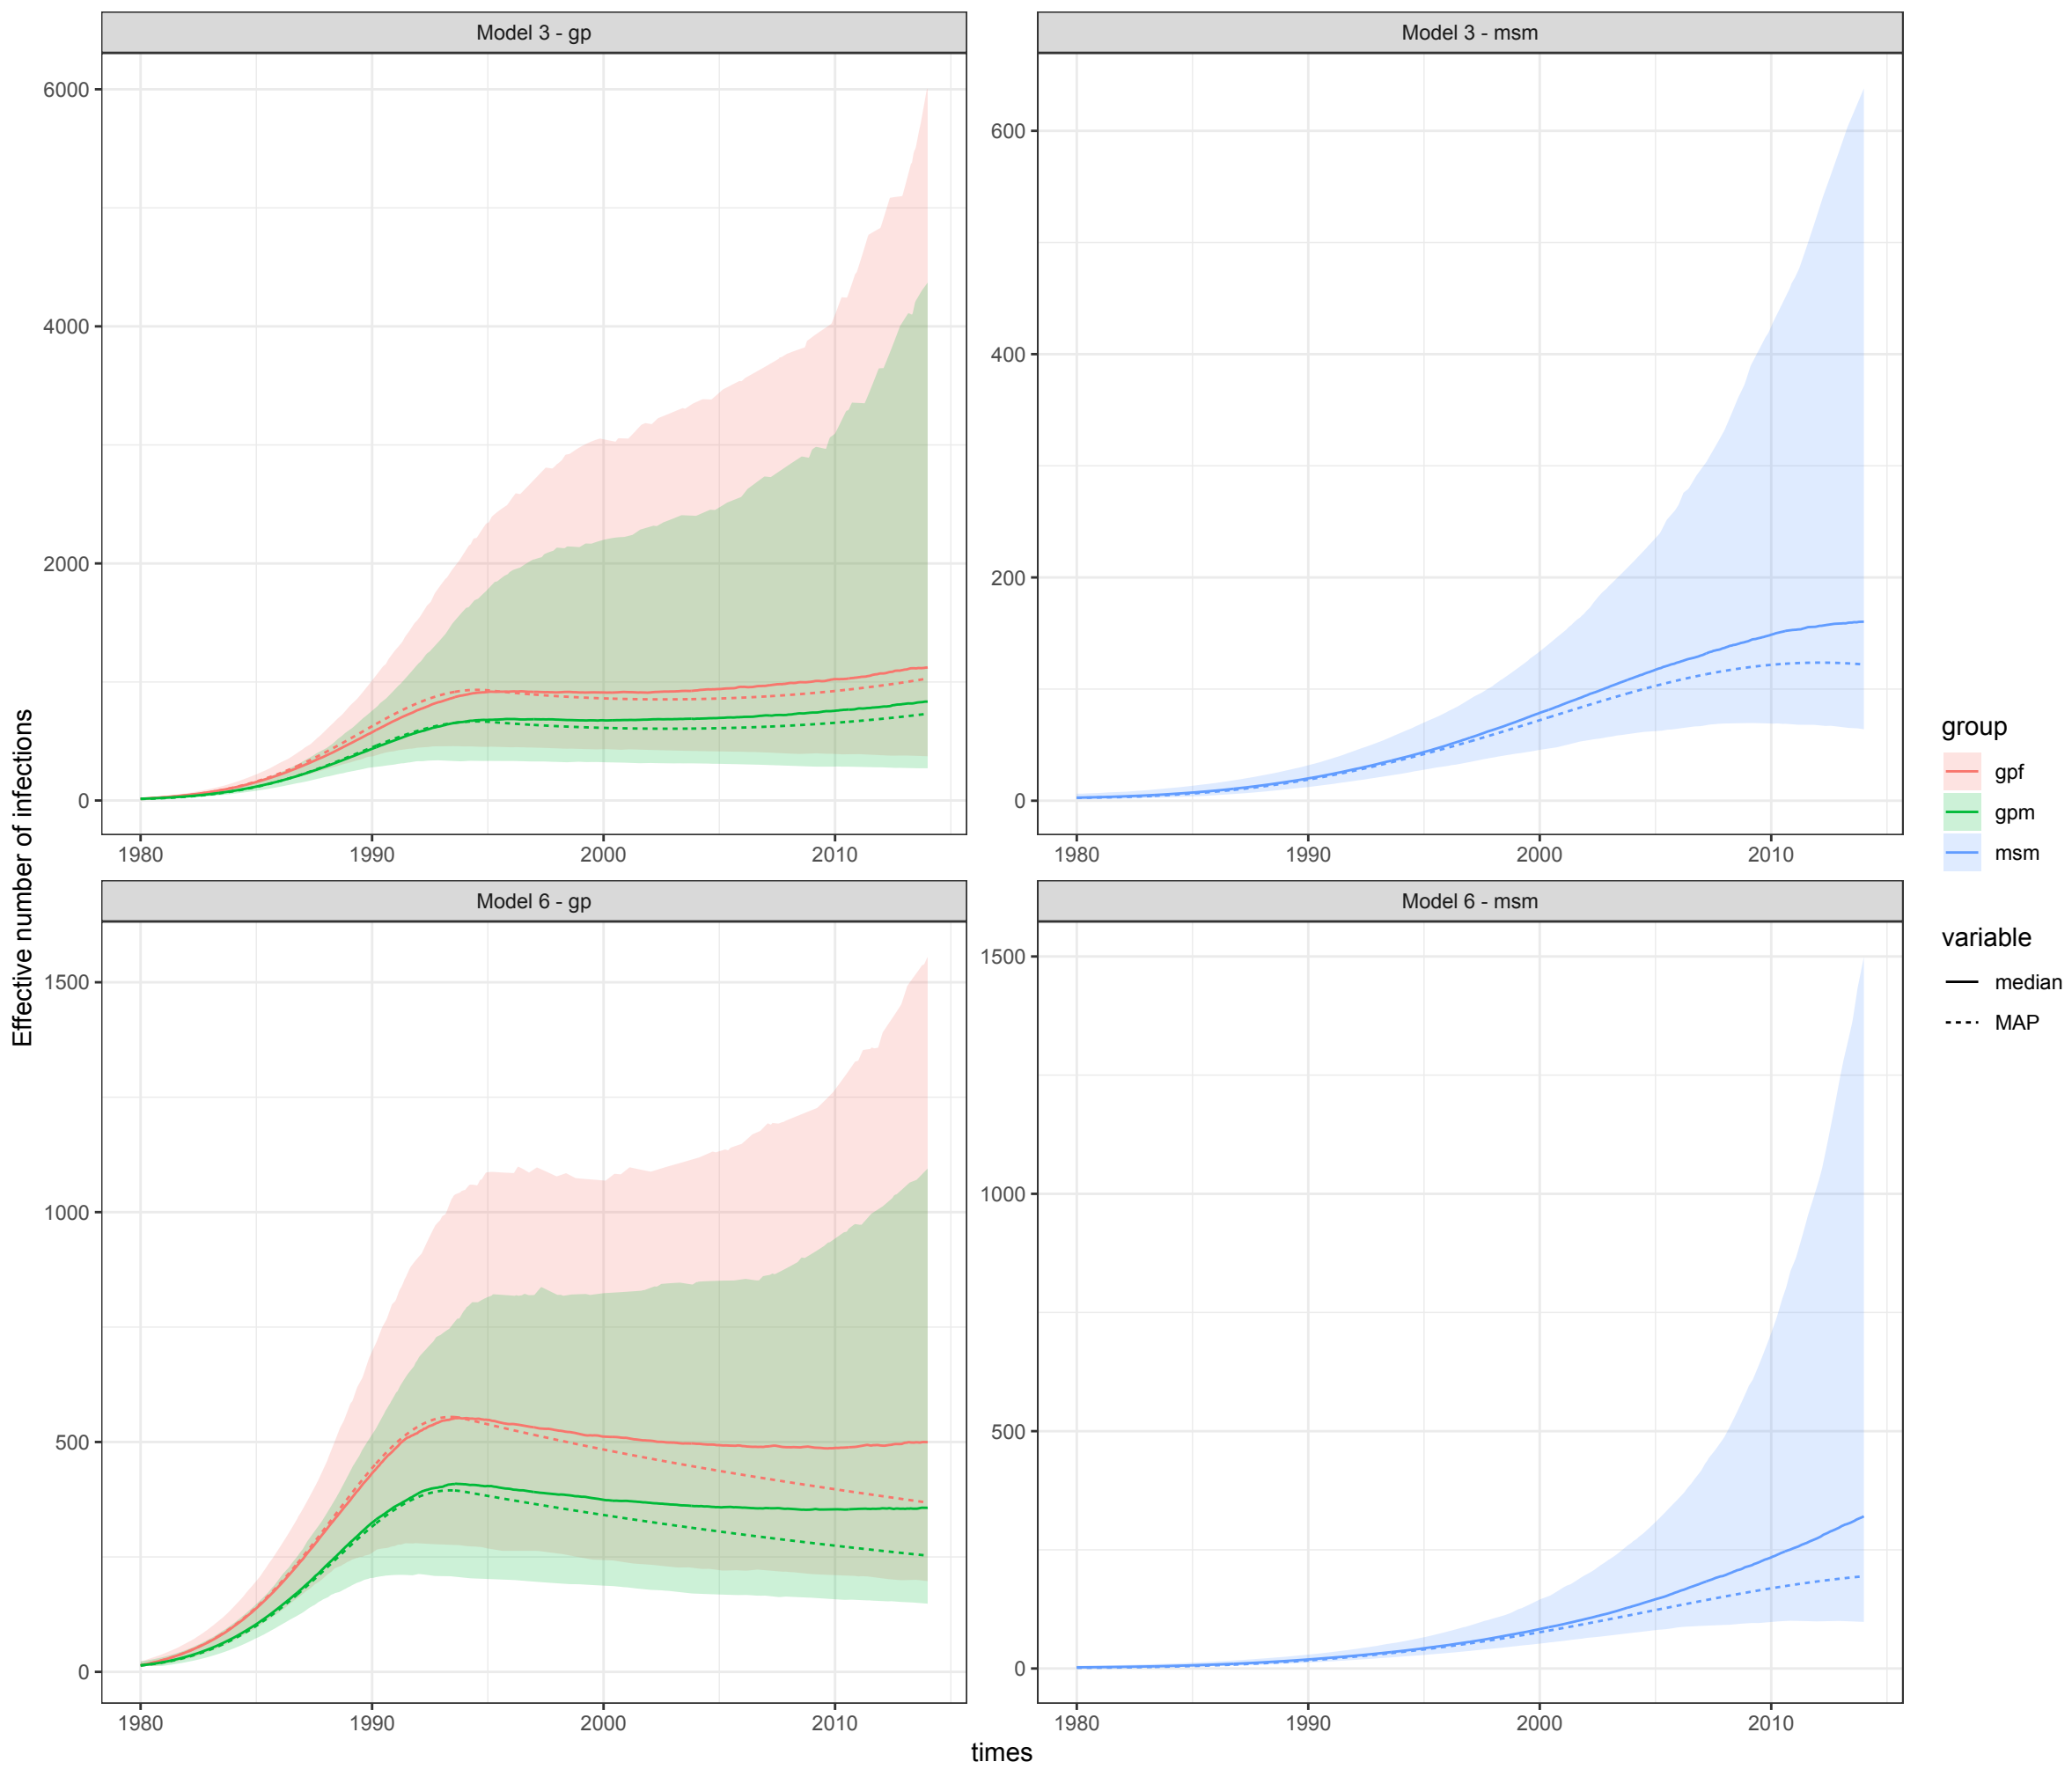 Model 3 - gp
Model 3 - msm
6000
4000
2000
0
600
400
200
0
1980 1990 2000 2010
1980 1990 2000 2010
Effective number of infections
Model 6 - gp
Model 6 - msm
1500
1000
500
0
1500
1000
500
0
1980 1990 2000 2010
1980 1990 2000 2010
times
group
gpf
gpm
msm
variable
median
MAP